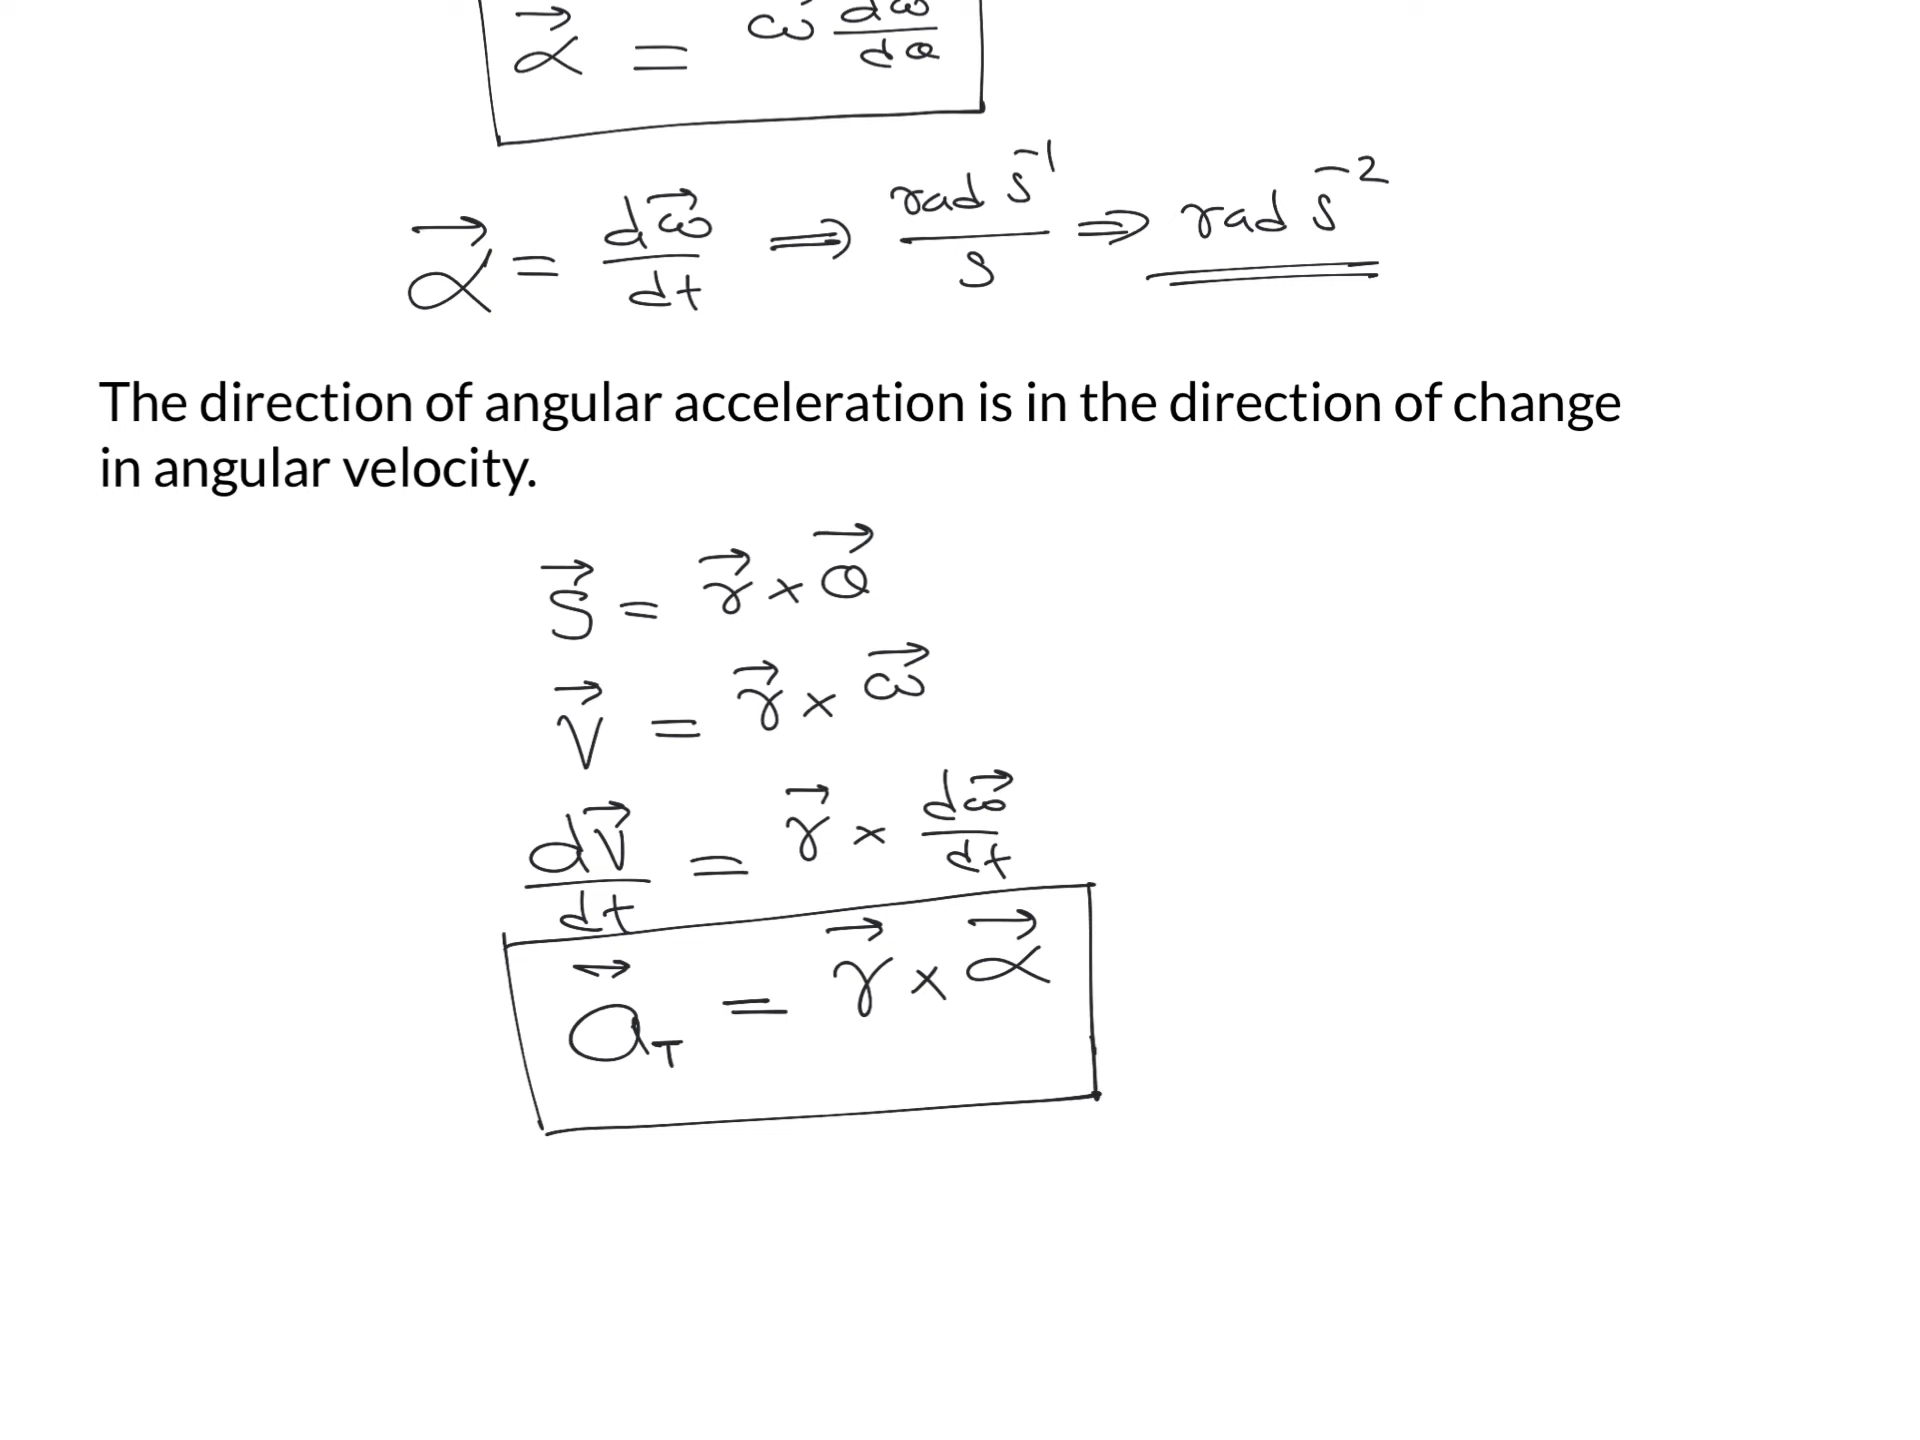 α⃗ = ω dω/dθ
α⃗ = dω⃗/dt ⟹ rad s⁻¹/s ⟹ rad s⁻²
The direction of angular acceleration is in the direction of change
in angular velocity.
S⃗ = r⃗ × θ⃗
V⃗ = r⃗ × ω⃗
dV⃗/dt = r⃗ × dω⃗/dt
a⃗_T = r⃗ × α⃗